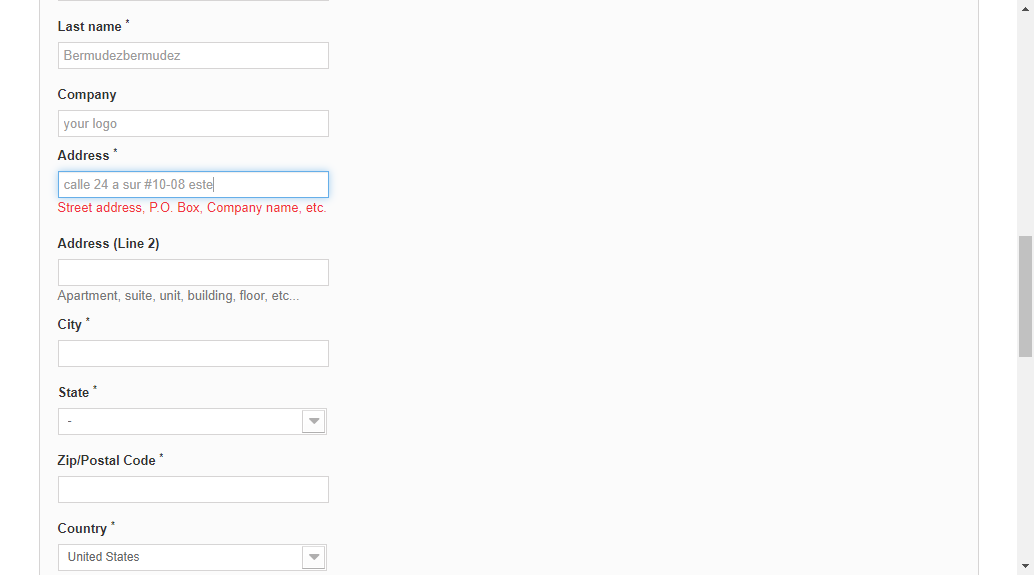 Last name *
Bermudezbermudez
Company
your logo
Address *
calle 24 a sur #10-08 este
Street address, P.O. Box, Company name, etc.
Address (Line 2)
Apartment, suite, unit, building, floor, etc...
City *
State *
-
Zip/Postal Code *
Country *
United States